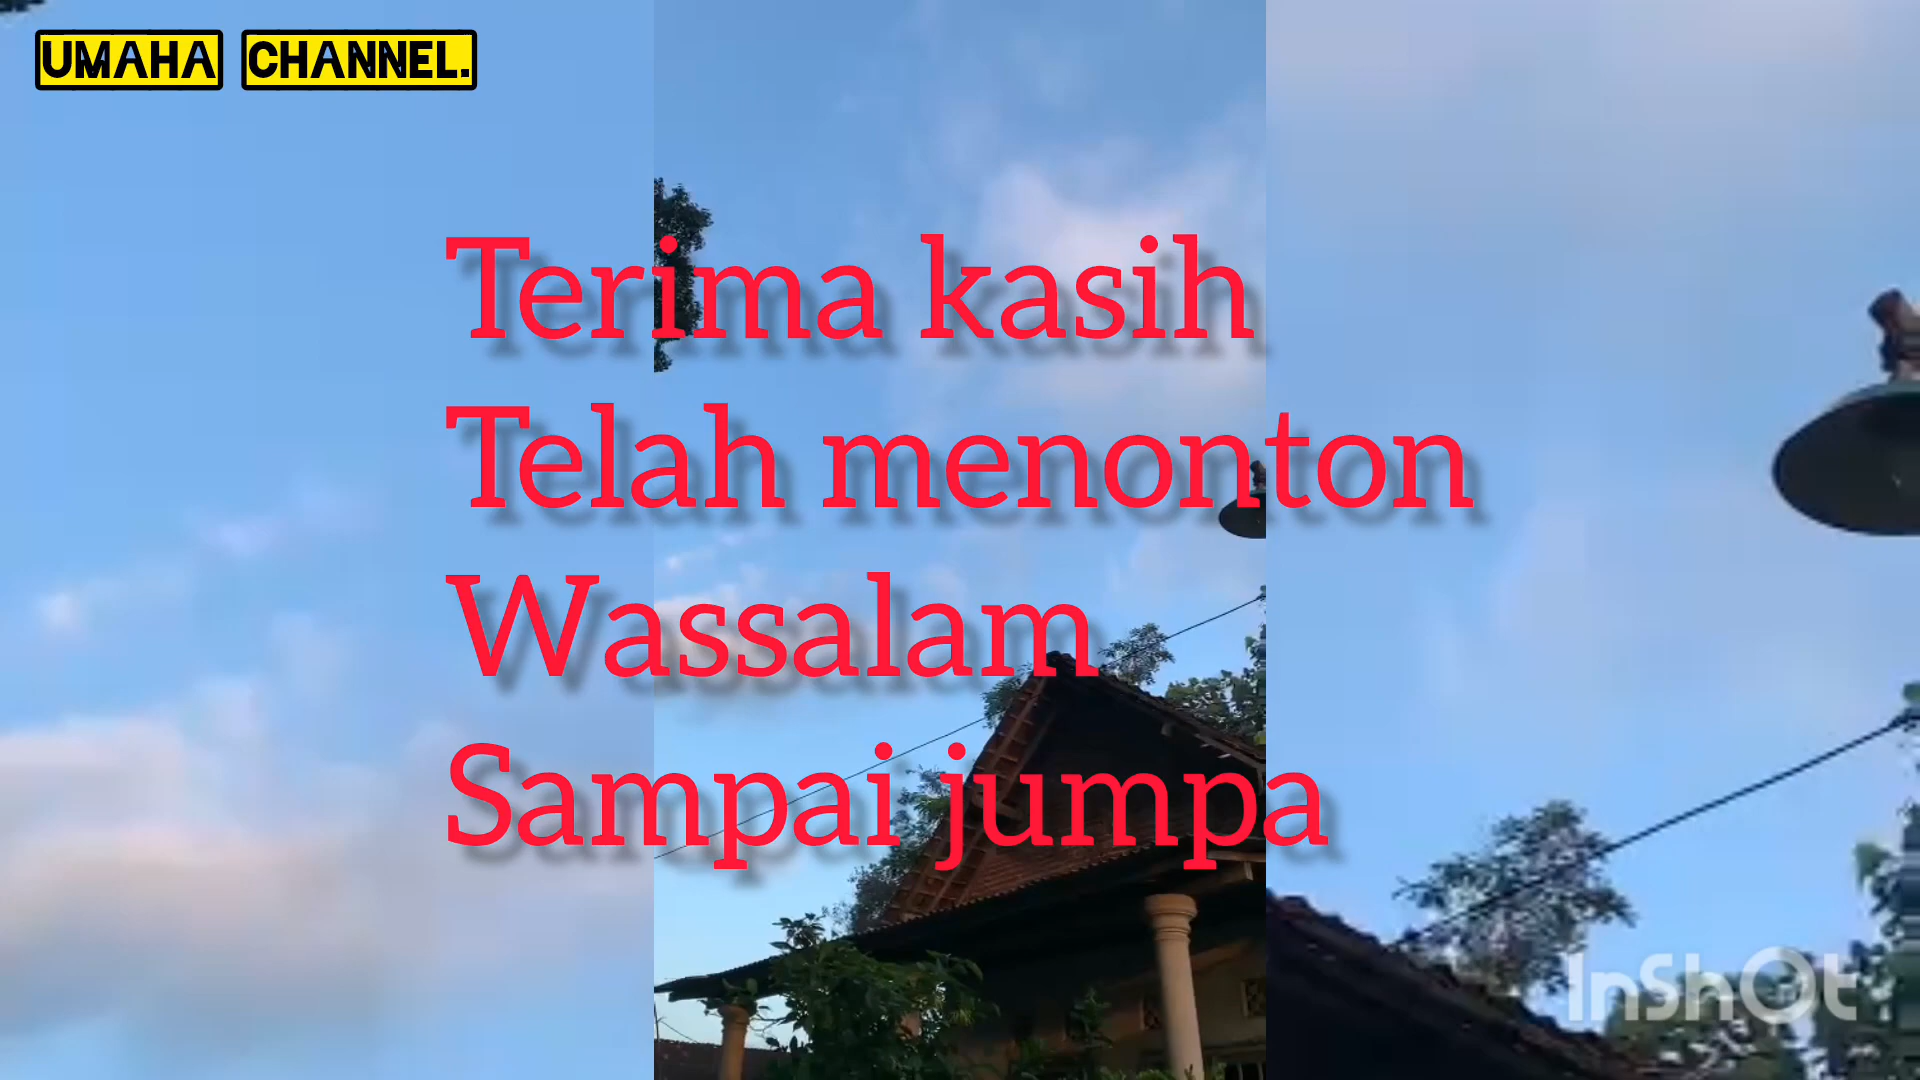 UMAHA CHANNEL.
Terima kasih
Telah menonton
Wassalam
Sampai jumpa
InShOt